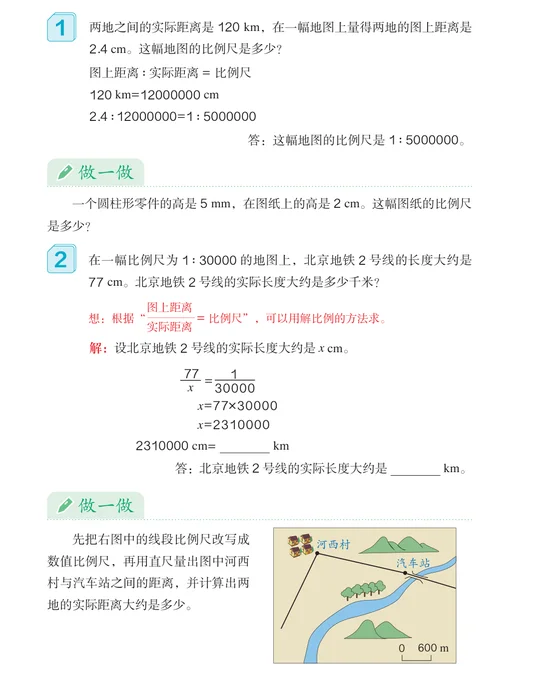 1
两地之间的实际距离是 120 km，在一幅地图上量得两地的图上距离是
2.4 cm。这幅地图的比例尺是多少？
图上距离∶实际距离 = 比例尺
120 km=12000000 cm
2.4∶12000000=1∶5000000
答：这幅地图的比例尺是 1∶5000000。
做一做
一个圆柱形零件的高是 5 mm，在图纸上的高是 2 cm。这幅图纸的比例尺
是多少？
2
在一幅比例尺为 1∶30000 的地图上，北京地铁 2 号线的长度大约是
77 cm。北京地铁 2 号线的实际长度大约是多少千米？
想：根据“图上距离/实际距离 = 比例尺”，可以用解比例的方法求。
解：设北京地铁 2 号线的实际长度大约是 x cm。
77/x = 1/30000
x=77×30000
x=2310000
2310000 cm= ________ km
答：北京地铁 2 号线的实际长度大约是 ________ km。
做一做
先把右图中的线段比例尺改写成
数值比例尺，再用直尺量出图中河西
村与汽车站之间的距离，并计算出两
地的实际距离大约是多少。
河西村
汽车站
0 600 m